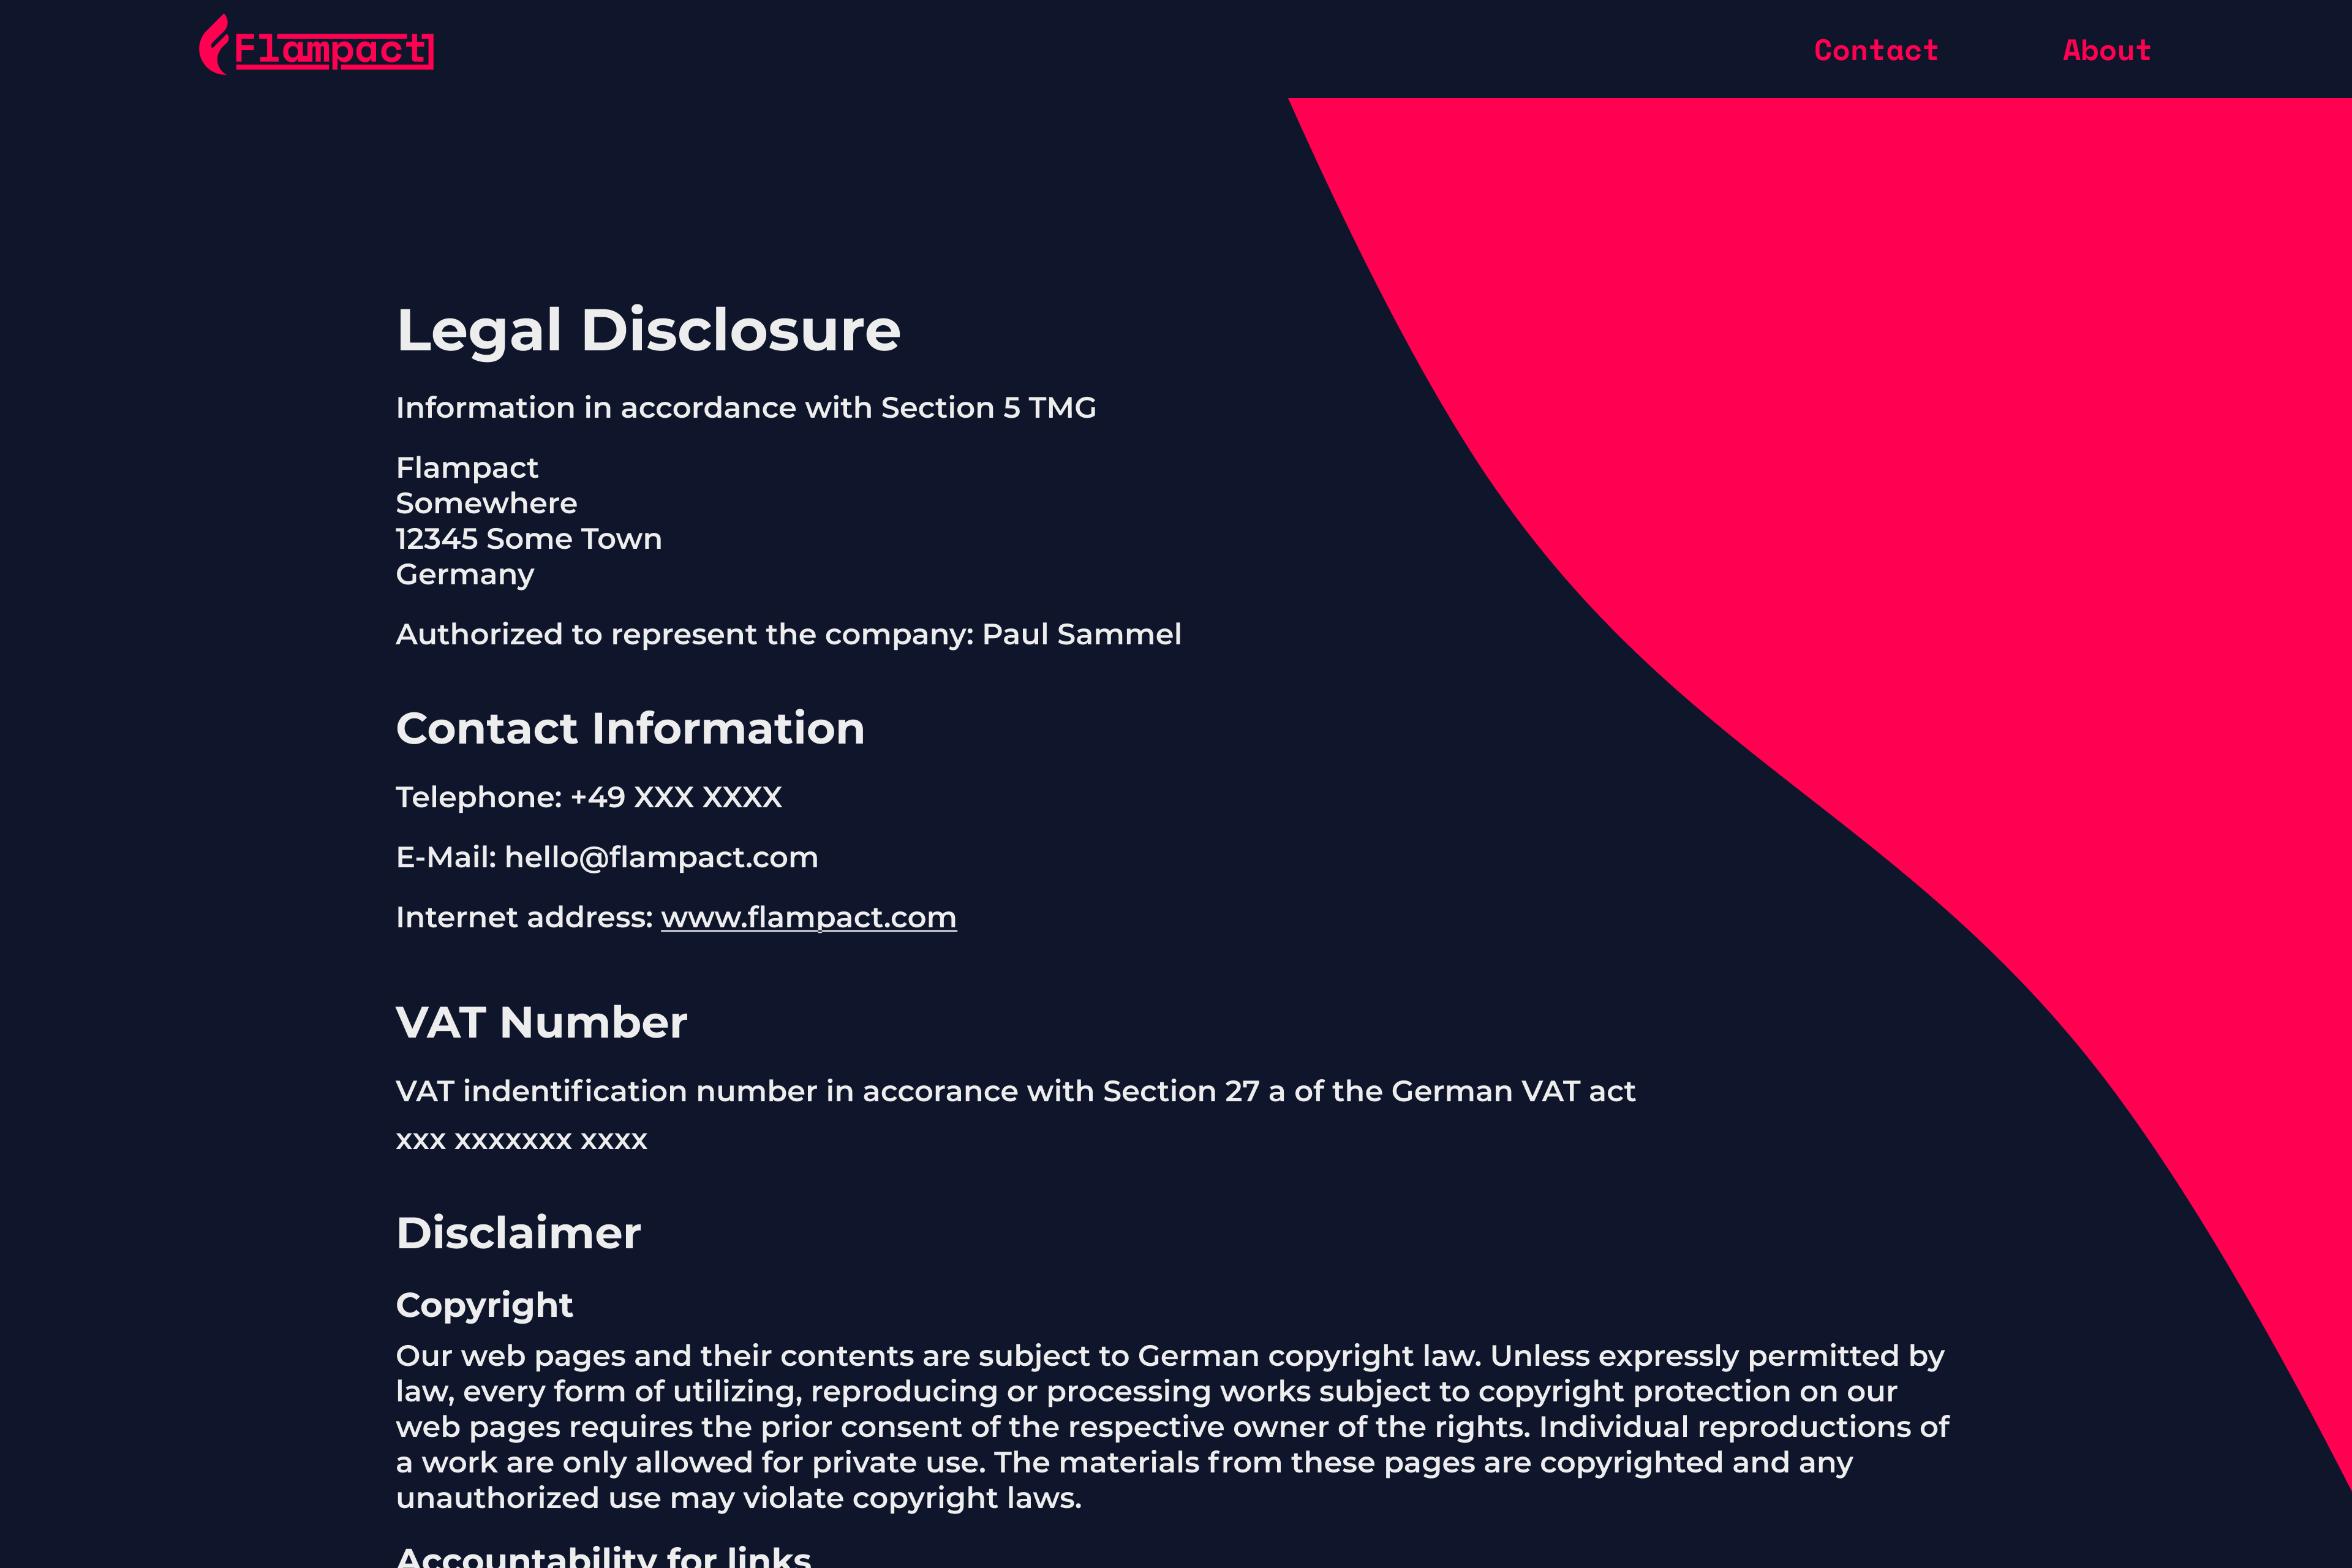 Flampact
Contact
About
Legal Disclosure
Information in accordance with Section 5 TMG
Flampact
Somewhere
12345 Some Town
Germany
Authorized to represent the company: Paul Sammel
Contact Information
Telephone: +49 XXX XXXX
E-Mail: hello@flampact.com
Internet address: www.flampact.com
VAT Number
VAT indentification number in accorance with Section 27 a of the German VAT act
xxx xxxxxxx xxxx
Disclaimer
Copyright
Our web pages and their contents are subject to German copyright law. Unless expressly permitted by
law, every form of utilizing, reproducing or processing works subject to copyright protection on our
web pages requires the prior consent of the respective owner of the rights. Individual reproductions of
a work are only allowed for private use. The materials from these pages are copyrighted and any
unauthorized use may violate copyright laws.
Accountability for links